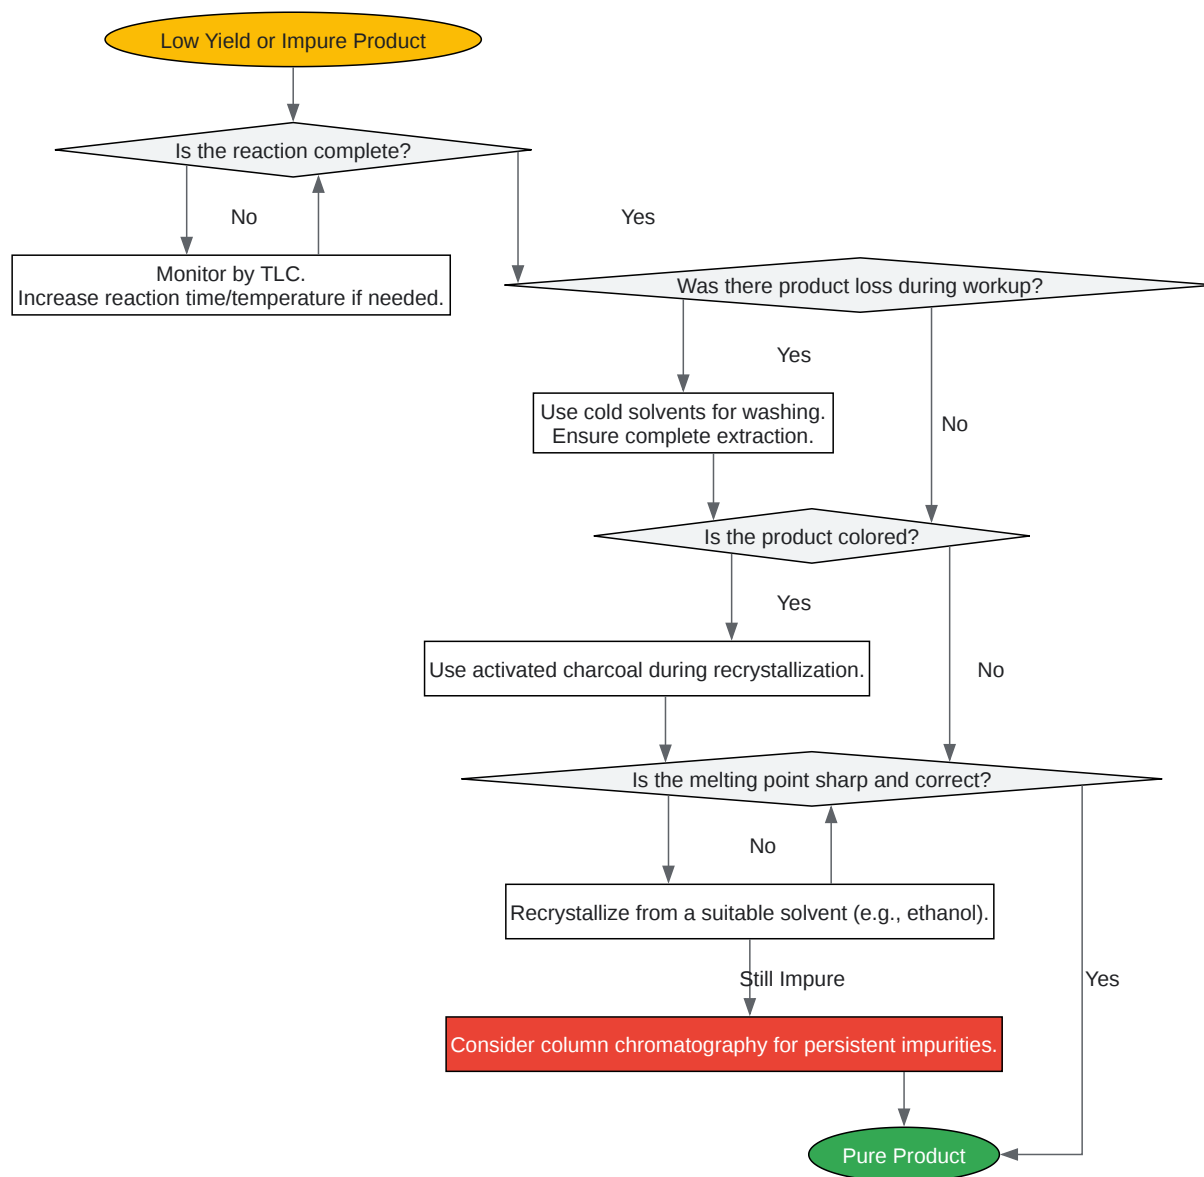 Low Yield or Impure Product
Is the reaction complete?
No
Yes
Monitor by TLC.
Increase reaction time/temperature if needed.
Was there product loss during workup?
Yes
Use cold solvents for washing.
Ensure complete extraction.
No
Is the product colored?
Yes
Use activated charcoal during recrystallization.
No
Is the melting point sharp and correct?
No
Recrystallize from a suitable solvent (e.g., ethanol).
Still Impure
Yes
Consider column chromatography for persistent impurities.
Pure Product